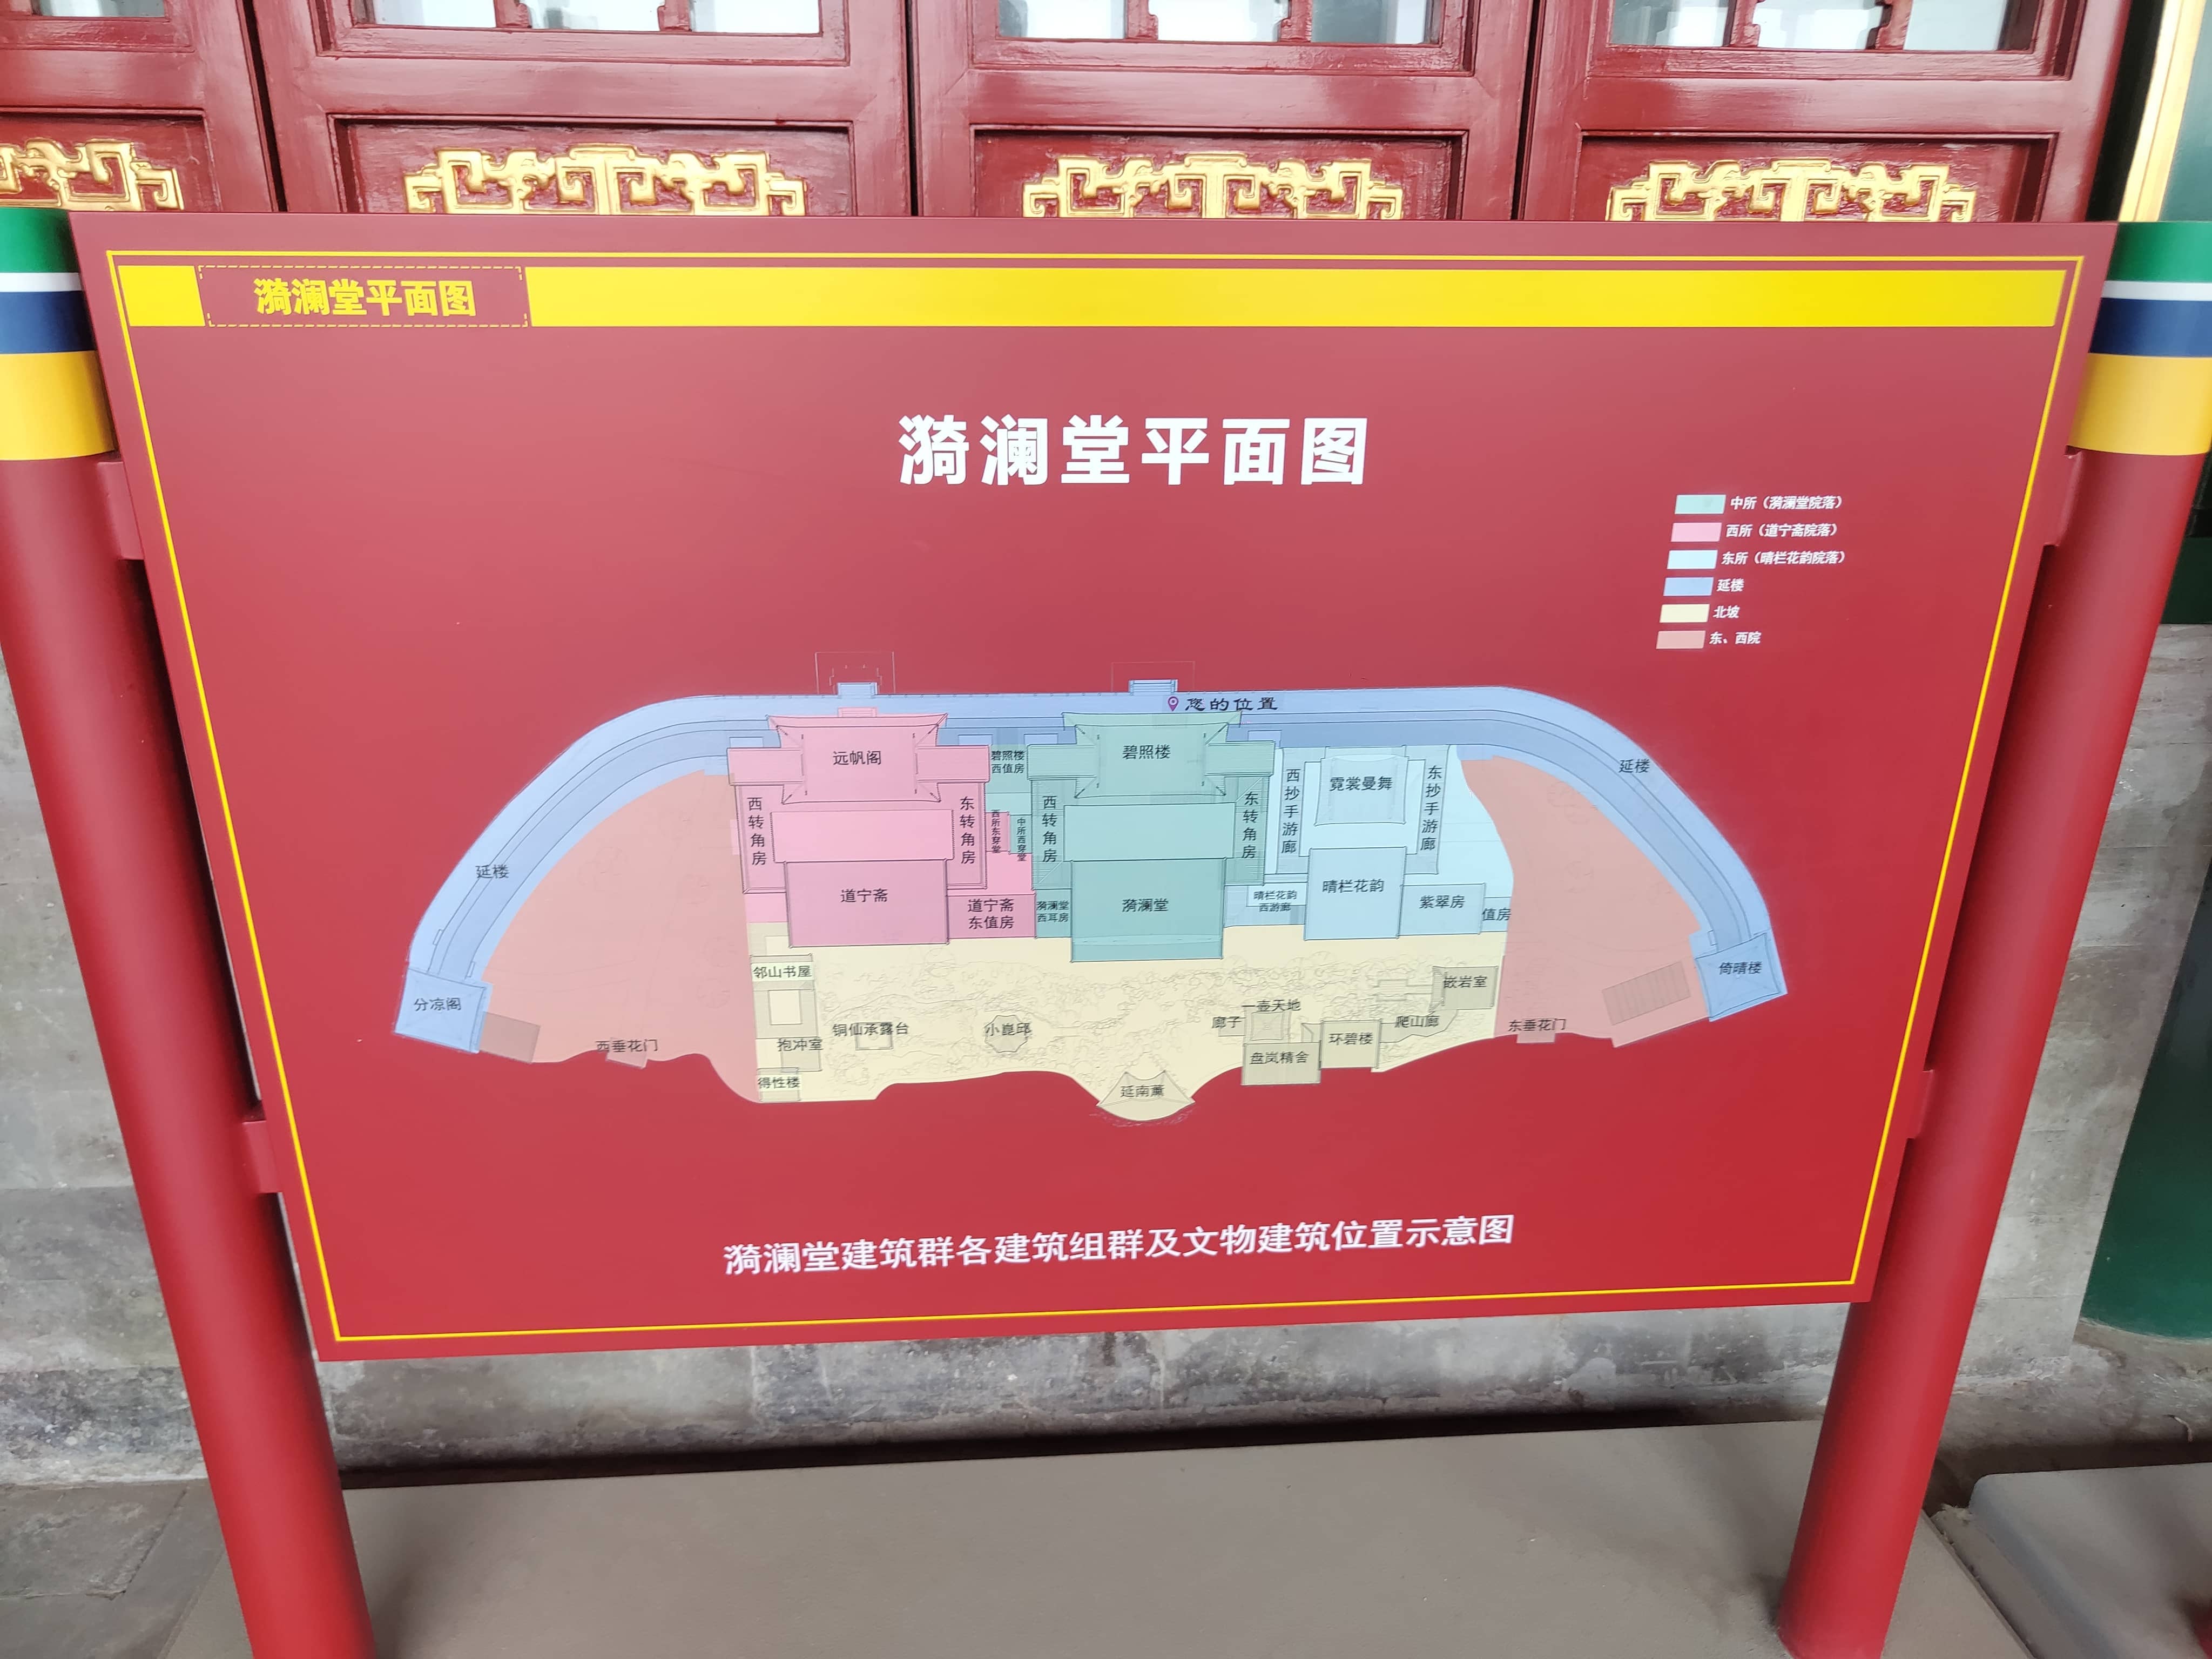 漪澜堂平面图
漪澜堂平面图
中所（漪澜堂院落）
西所（道宁斋院落）
东所（晴栏花韵院落）
延楼
北坡
东、西院
您的位置
远帆阁
碧照楼
西值房
碧照楼
霓裳曼舞
延楼
西转角房
东转角房
西所东穿堂
中所西穿堂
西转角房
东转角房
西抄手游廊
东抄手游廊
延楼
道宁斋
道宁斋
东值房
漪澜堂
西耳房
漪澜堂
晴栏花韵
西游廊
晴栏花韵
紫翠房
值房
分凉阁
西垂花门
邻山书屋
铜仙承露台
抱冲室
得性楼
小崑邱
延南薰
一壶天地
廊子
盘岚精舍
环碧楼
爬山廊
嵌岩室
东垂花门
倚晴楼
漪澜堂建筑群各建筑组群及文物建筑位置示意图